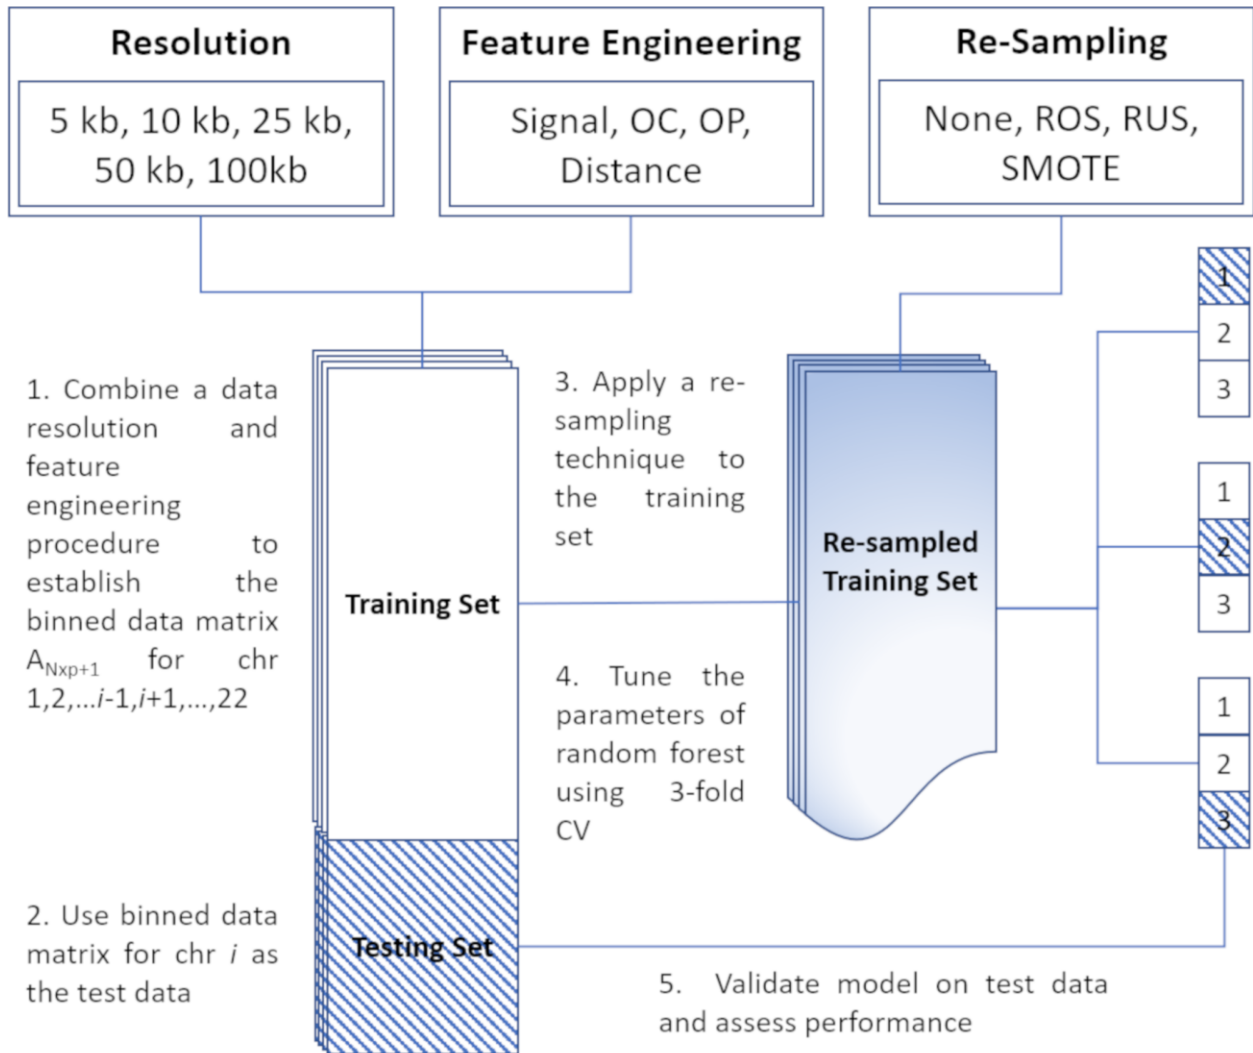 Resolution
5 kb, 10 kb, 25 kb,
50 kb, 100kb
Feature Engineering
Signal, OC, OP,
Distance
Re-Sampling
None, ROS, RUS,
SMOTE
1. Combine a data
resolution and
feature
engineering
procedure to
establish the
binned data matrix
A_{Nxp+1} for chr
1,2,...i-1,i+1,...,22
2. Use binned data
matrix for chr i as
the test data
Training Set
Testing Set
3. Apply a re-
sampling
technique to
the training
set
4. Tune the
parameters of
random forest
using 3-fold
CV
Re-sampled
Training Set
1
2
3
1
2
3
1
2
3
5. Validate model on test data
and assess performance